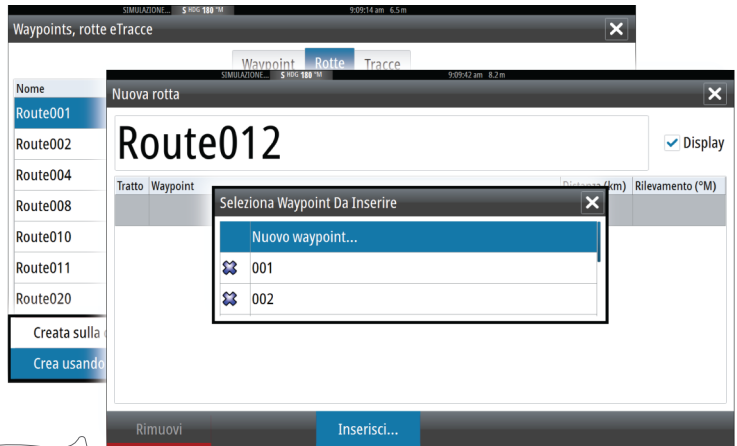 SIMULAZIONE... S HDG 180 °M 9:09:14 am 6.5 m
Waypoints, rotte eTracce
Waypoint Rotte Tracce
Nome
Route001
Route002
Route004
Route008
Route010
Route011
Route020
Creata sulla
Crea usando
SIMULAZIONE... S HDG 180 °M 9:09:42 am 8.2 m
Nuova rotta
Route012
Display
Tratto Waypoint Distanza (km) Rilevamento (°M)
Seleziona Waypoint Da Inserire
Nuovo waypoint...
001
002
Rimuovi Inserisci...